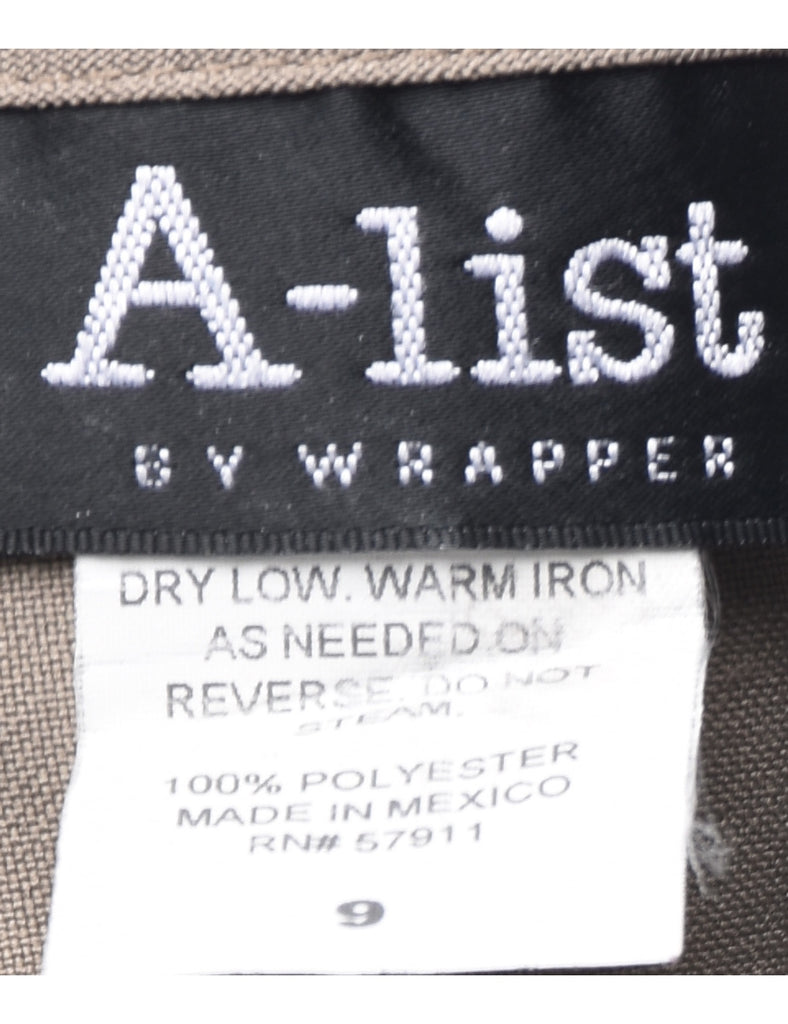 A-list
BY WRAPPER
DRY LOW. WARM IRON
AS NEEDED ON
REVERSE. DO NOT
STEAM.
100% POLYESTER
MADE IN MEXICO
RN# 57911
9